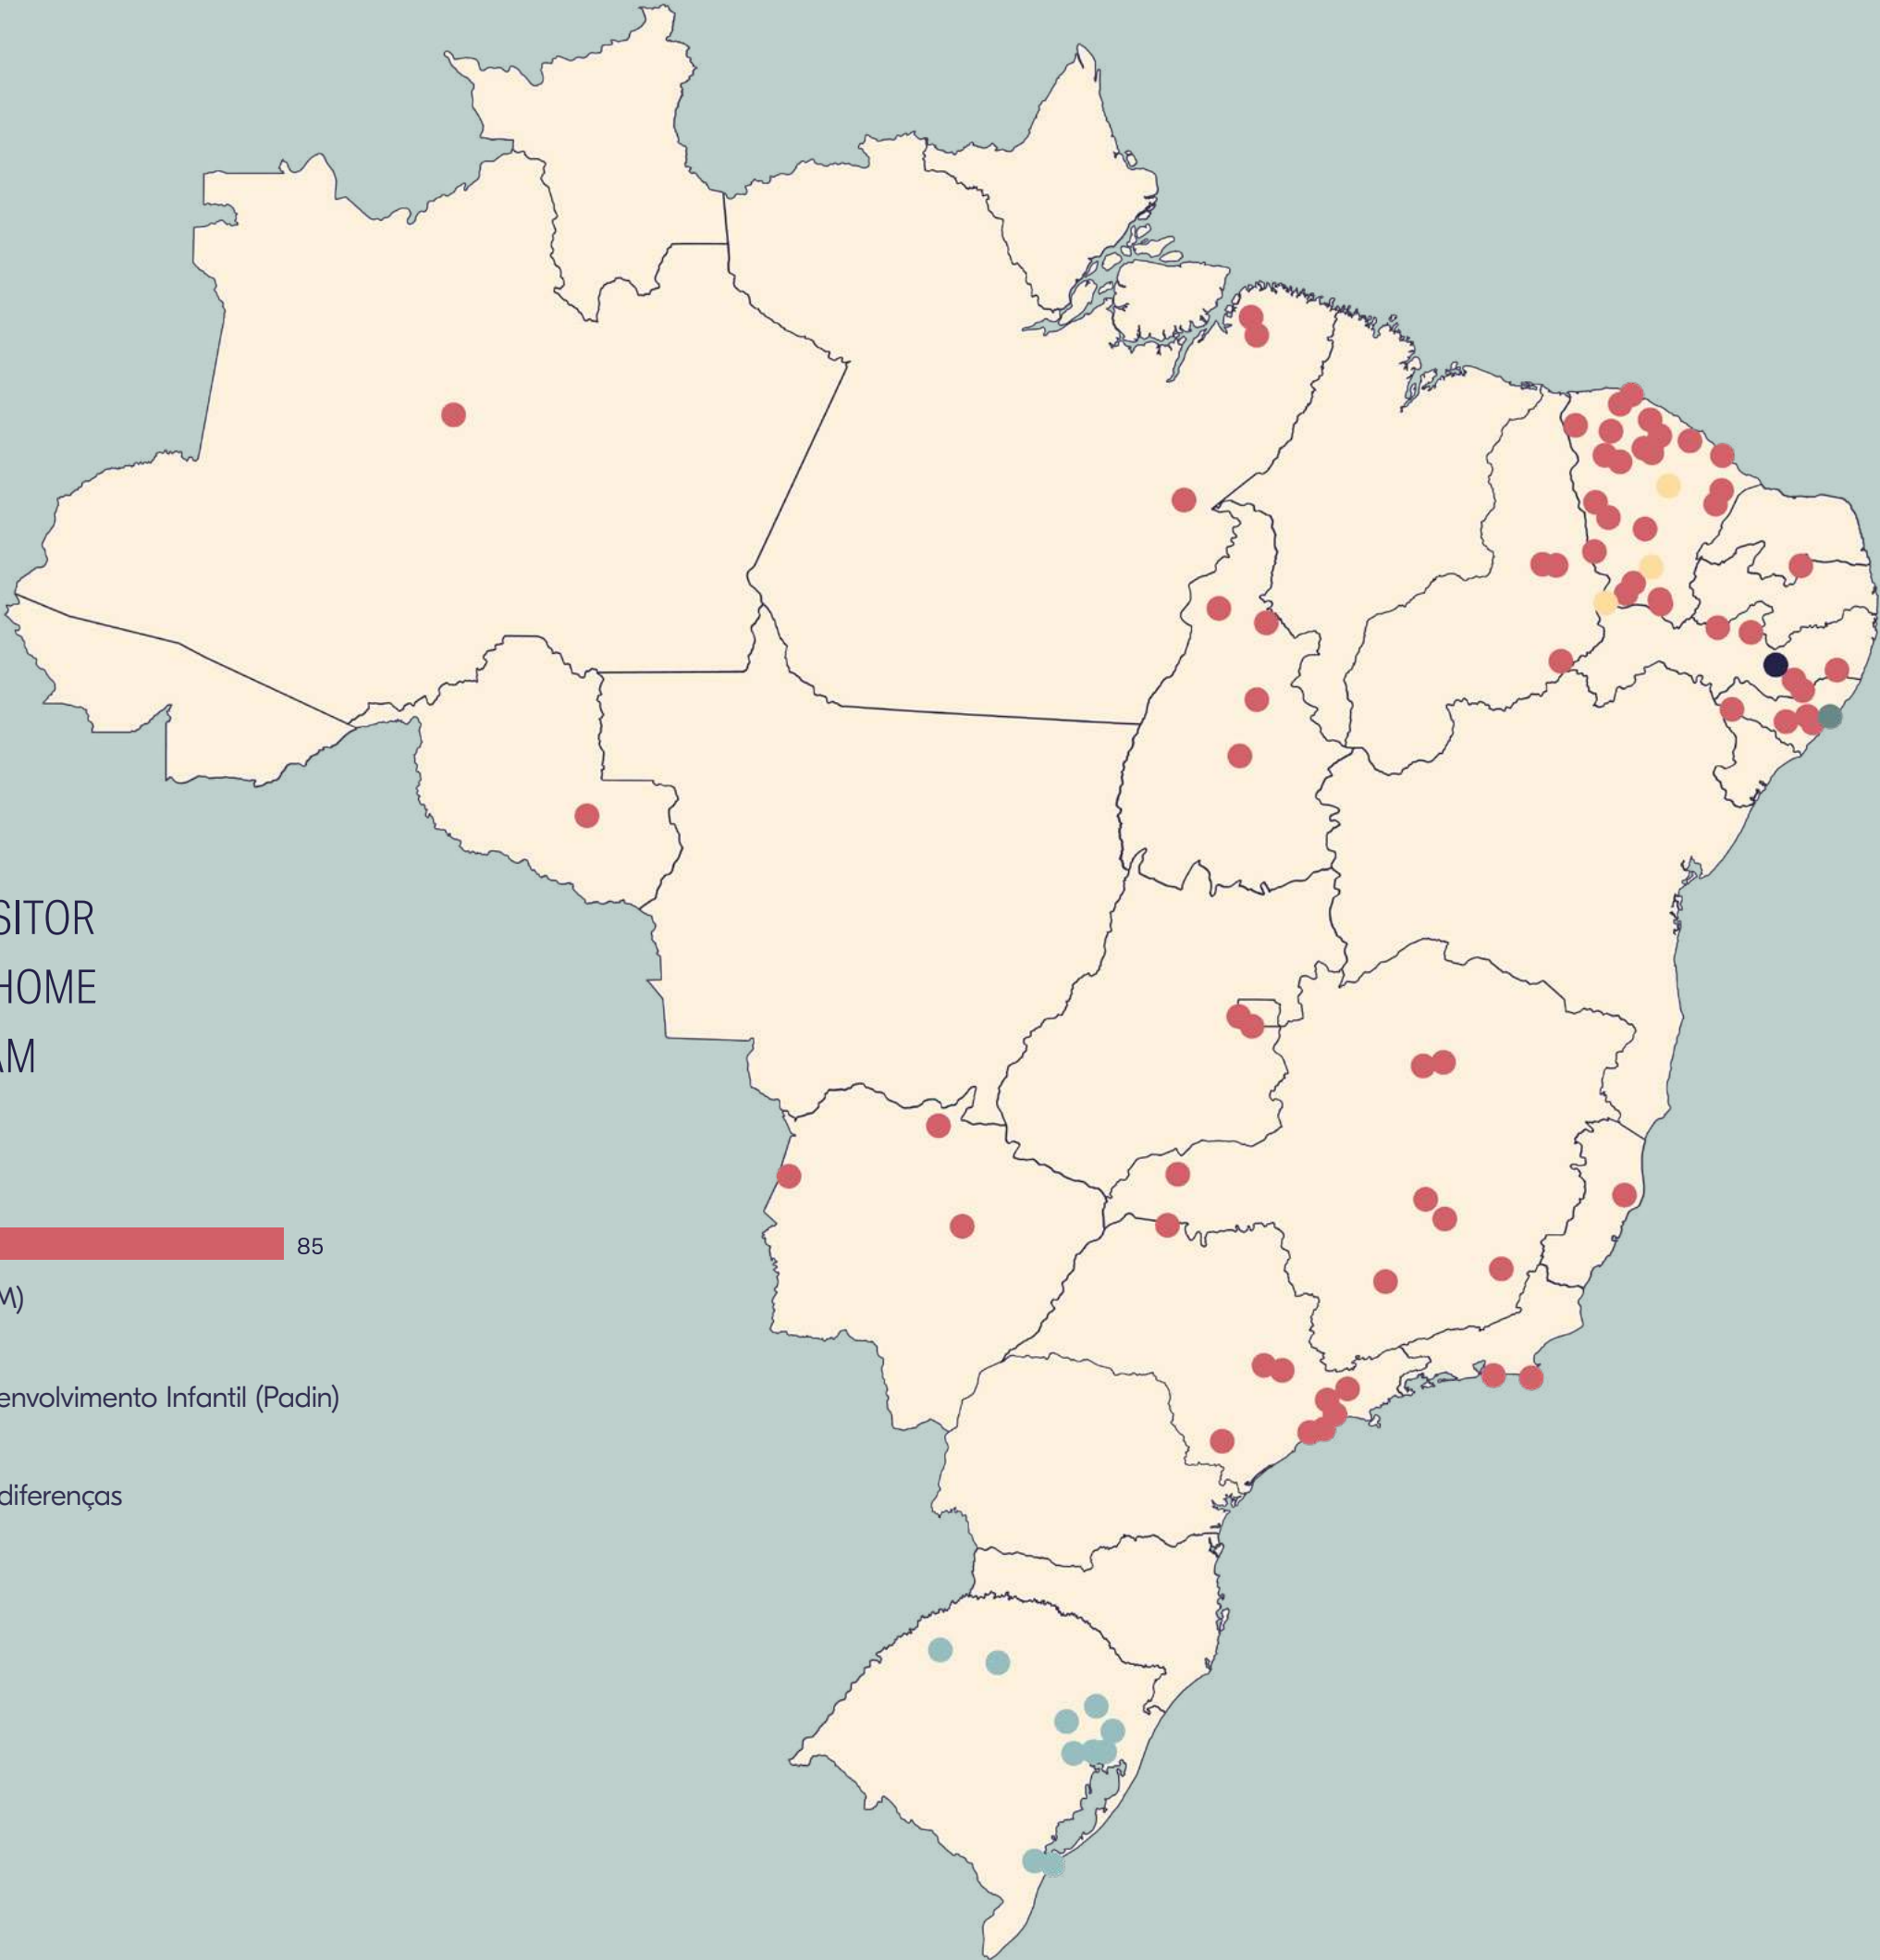 SITOR
HOME
AM
85
M)
envolvimento Infantil (Padin)
diferenças